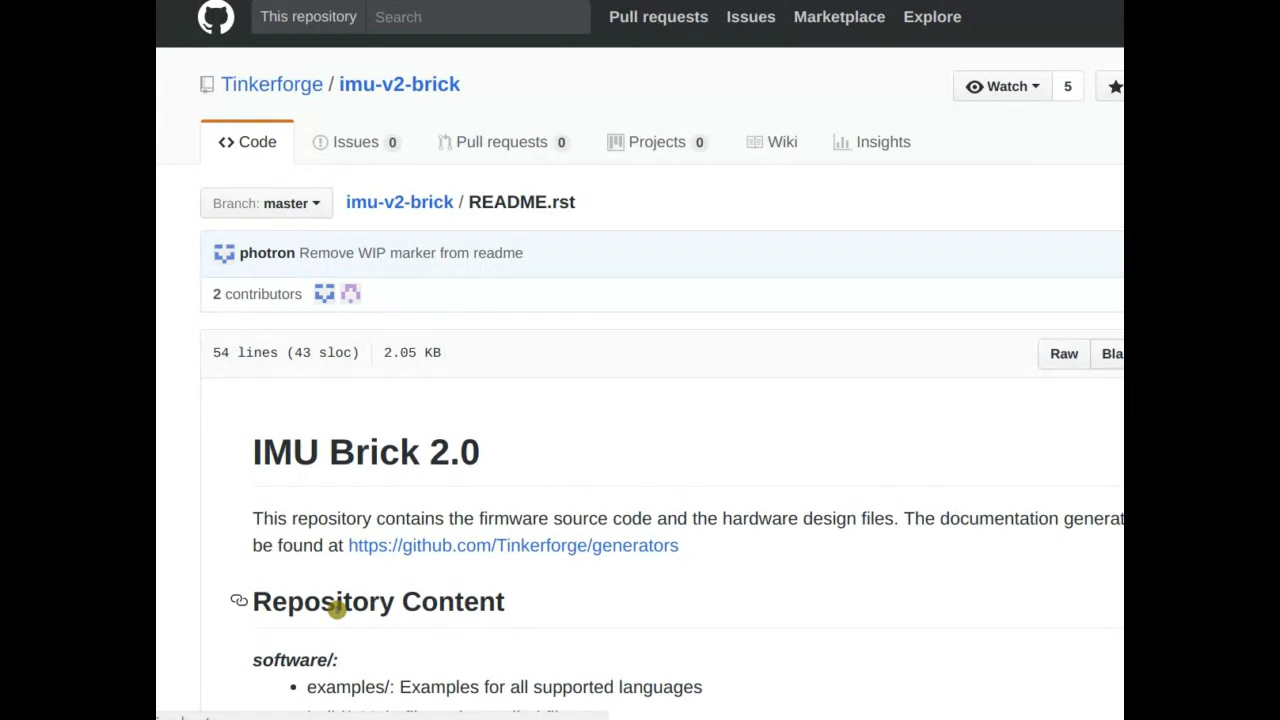 This repository Search Pull requests Issues Marketplace Explore
Tinkerforge / imu-v2-brick Watch 5
Code Issues 0 Pull requests 0 Projects 0 Wiki Insights
Branch: master imu-v2-brick / README.rst
photron Remove WIP marker from readme
2 contributors
54 lines (43 sloc) 2.05 KB Raw Bla
IMU Brick 2.0
This repository contains the firmware source code and the hardware design files. The documentation generat
be found at https://github.com/Tinkerforge/generators
Repository Content
software/:
• examples/: Examples for all supported languages